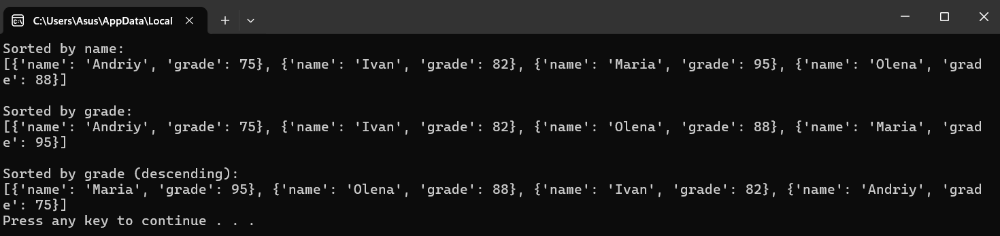 C:\Users\Asus\AppData\Local
Sorted by name:
[{'name': 'Andriy', 'grade': 75}, {'name': 'Ivan', 'grade': 82}, {'name': 'Maria', 'grade': 95}, {'name': 'Olena', 'grad
e': 88}]
Sorted by grade:
[{'name': 'Andriy', 'grade': 75}, {'name': 'Ivan', 'grade': 82}, {'name': 'Olena', 'grade': 88}, {'name': 'Maria', 'grad
e': 95}]
Sorted by grade (descending):
[{'name': 'Maria', 'grade': 95}, {'name': 'Olena', 'grade': 88}, {'name': 'Ivan', 'grade': 82}, {'name': 'Andriy', 'grad
e': 75}]
Press any key to continue . . .